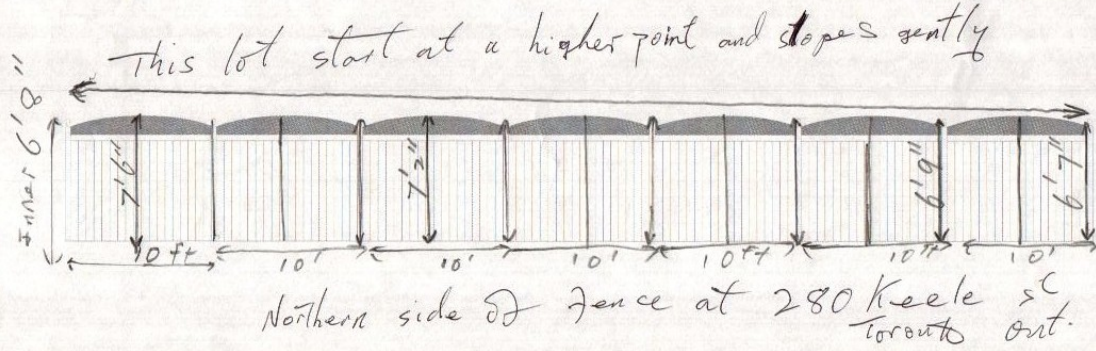 This lot start at a higher point and slopes gently
Inner 6'8"
7'6"
7'2"
6'9"
6'7"
10 ft
10'
10'
10'
10 ft
10 ft
10'
Northern side of fence at 280 Keele st
Toronto ont.